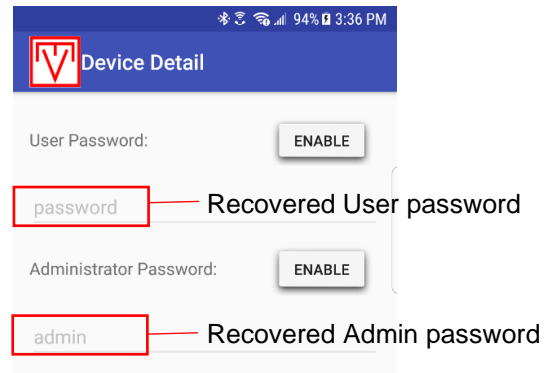 94% 3:36 PM
Device Detail
User Password: ENABLE
password Recovered User password
Administrator Password: ENABLE
admin Recovered Admin password